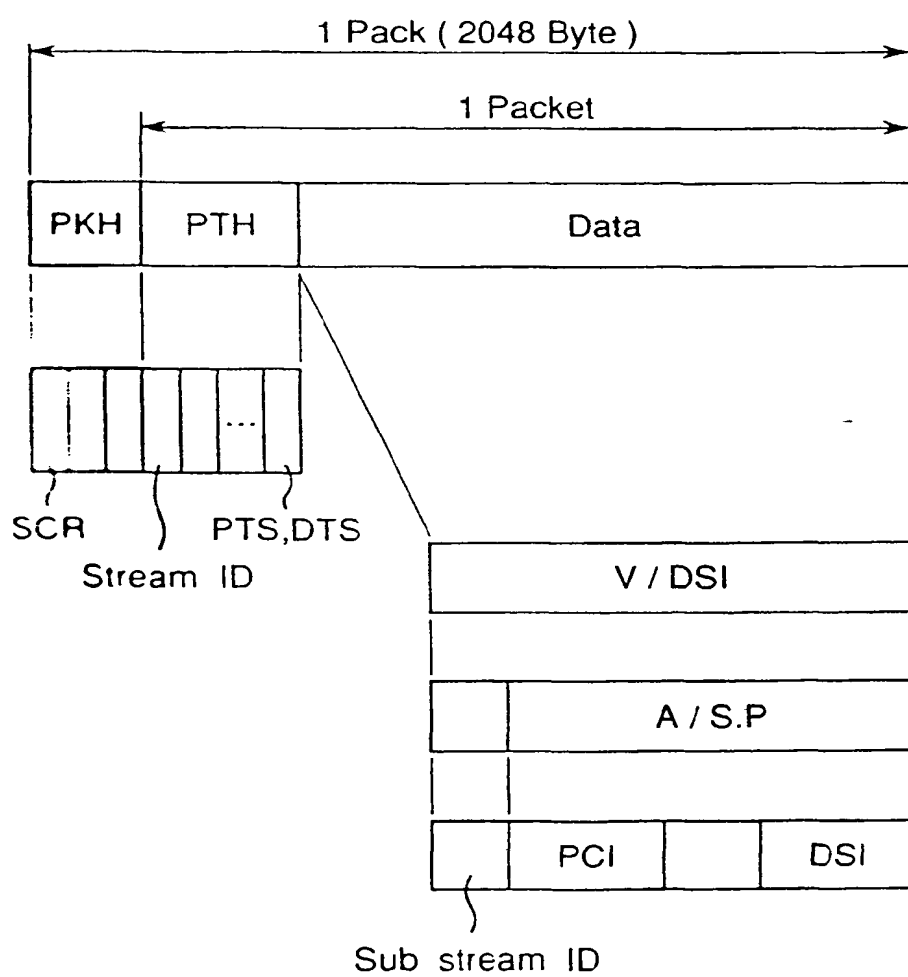 1 Pack ( 2048 Byte )
1 Packet
PKH PTH Data
...
SCR PTS,DTS
Stream ID
V / DSI
A / S.P
PCI DSI
Sub stream ID